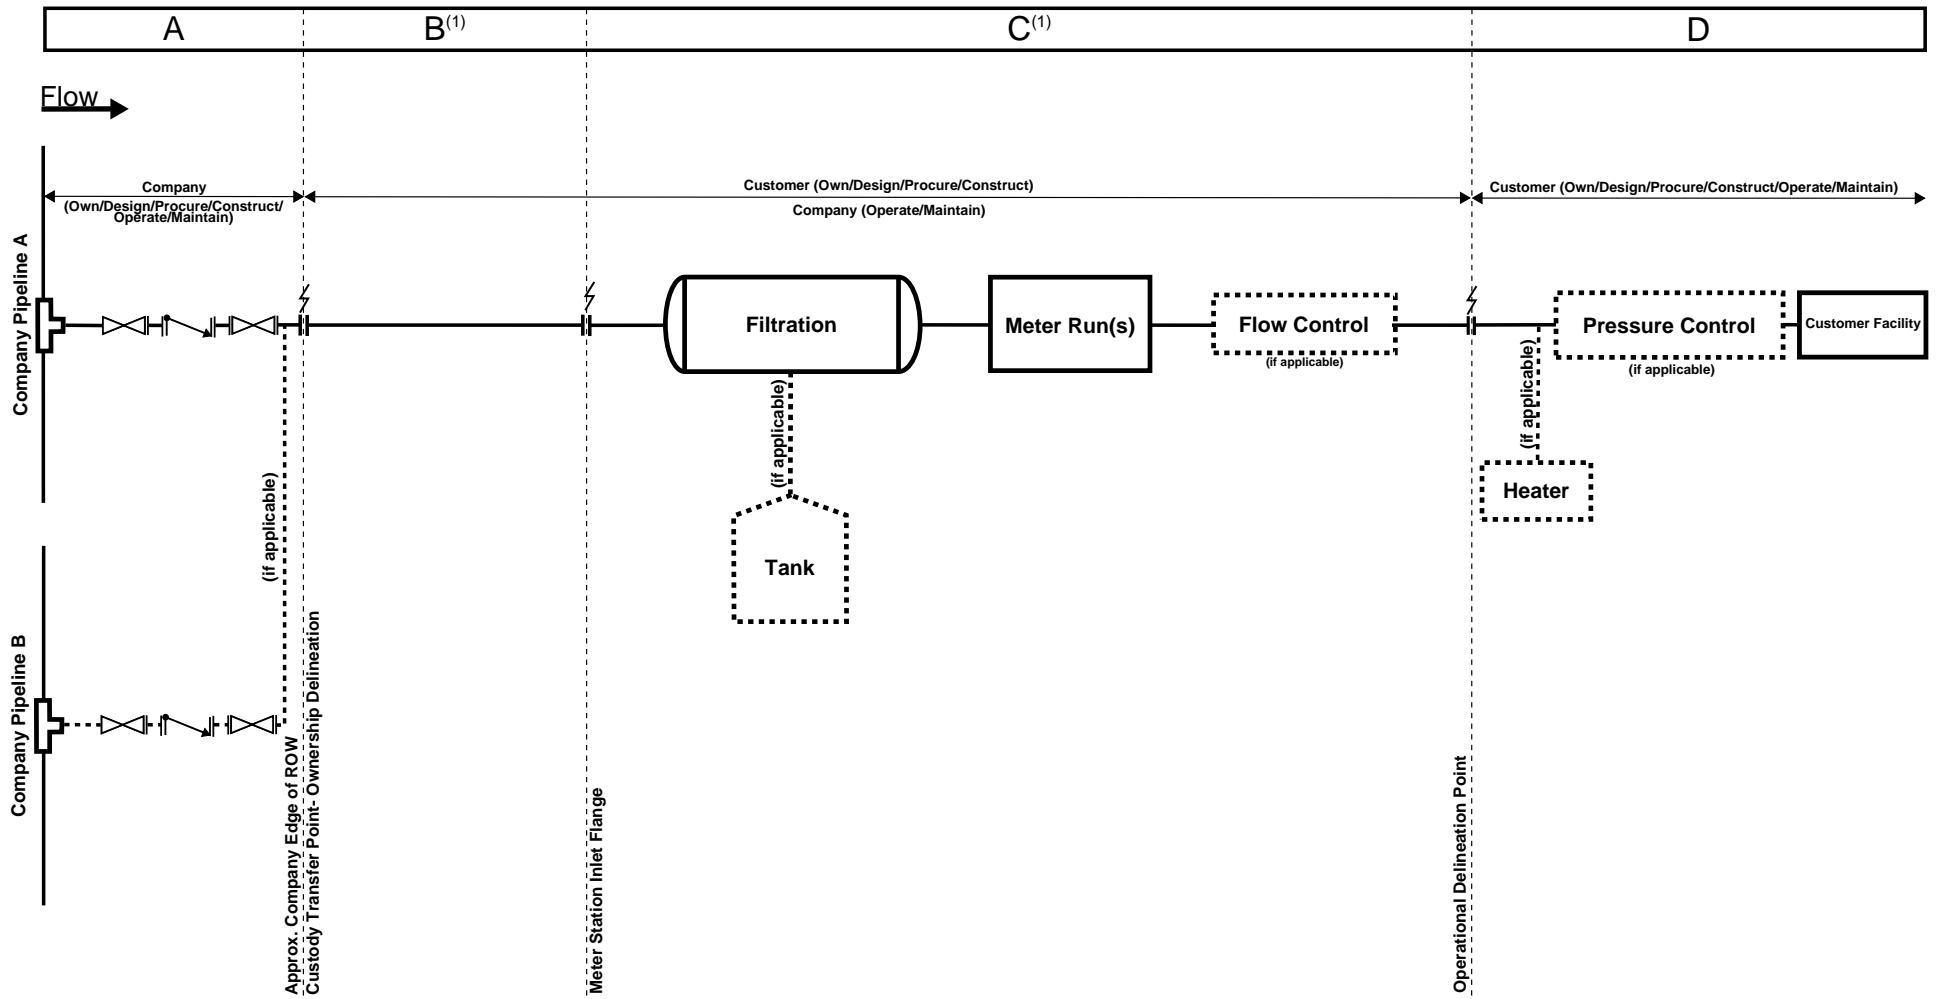 A
B(1)
C(1)
D
Flow
Company
(Own/Design/Procure/Construct/
Operate/Maintain)
Customer (Own/Design/Procure/Construct)
Company (Operate/Maintain)
Customer (Own/Design/Procure/Construct/Operate/Maintain)
Company Pipeline A
Filtration
Meter Run(s)
Flow Control
(if applicable)
Pressure Control
(if applicable)
Customer Facility
(if applicable)
(if applicable)
(if applicable)
Heater
Tank
Company Pipeline B
Approx. Company Edge of ROW
Custody Transfer Point- Ownership Delineation
Meter Station Inlet Flange
Operational Delineation Point